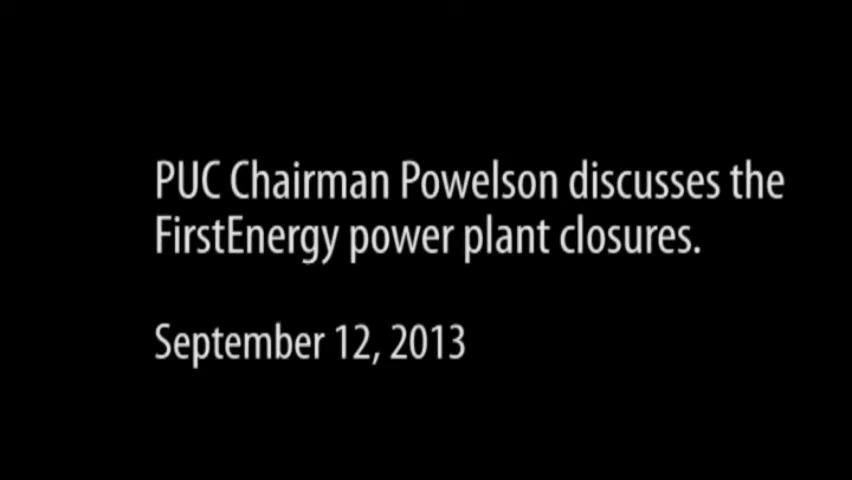 PUC Chairman Powelson discusses the
FirstEnergy power plant closures.
September 12, 2013